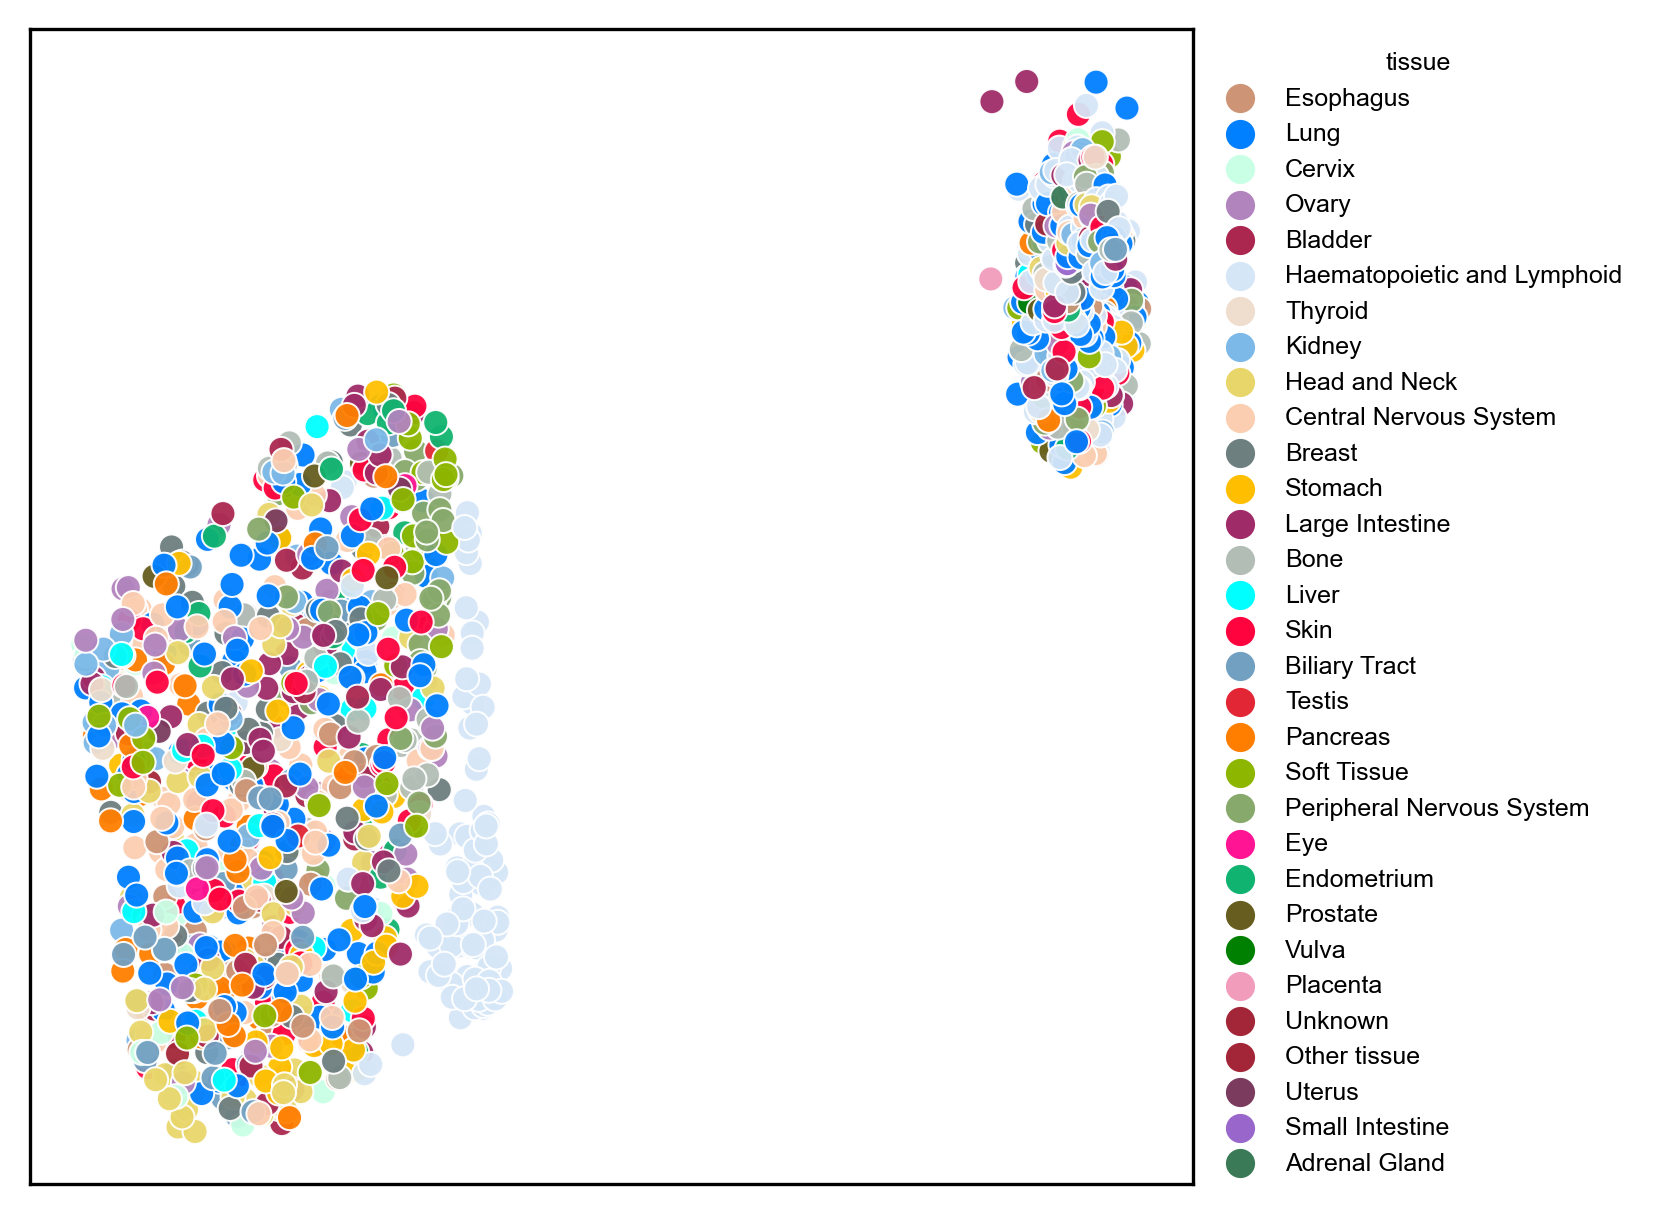 tissue
Esophagus
Lung
Cervix
Ovary
Bladder
Haematopoietic and Lymphoid
Thyroid
Kidney
Head and Neck
Central Nervous System
Breast
Stomach
Large Intestine
Bone
Liver
Skin
Biliary Tract
Testis
Pancreas
Soft Tissue
Peripheral Nervous System
Eye
Endometrium
Prostate
Vulva
Placenta
Unknown
Other tissue
Uterus
Small Intestine
Adrenal Gland